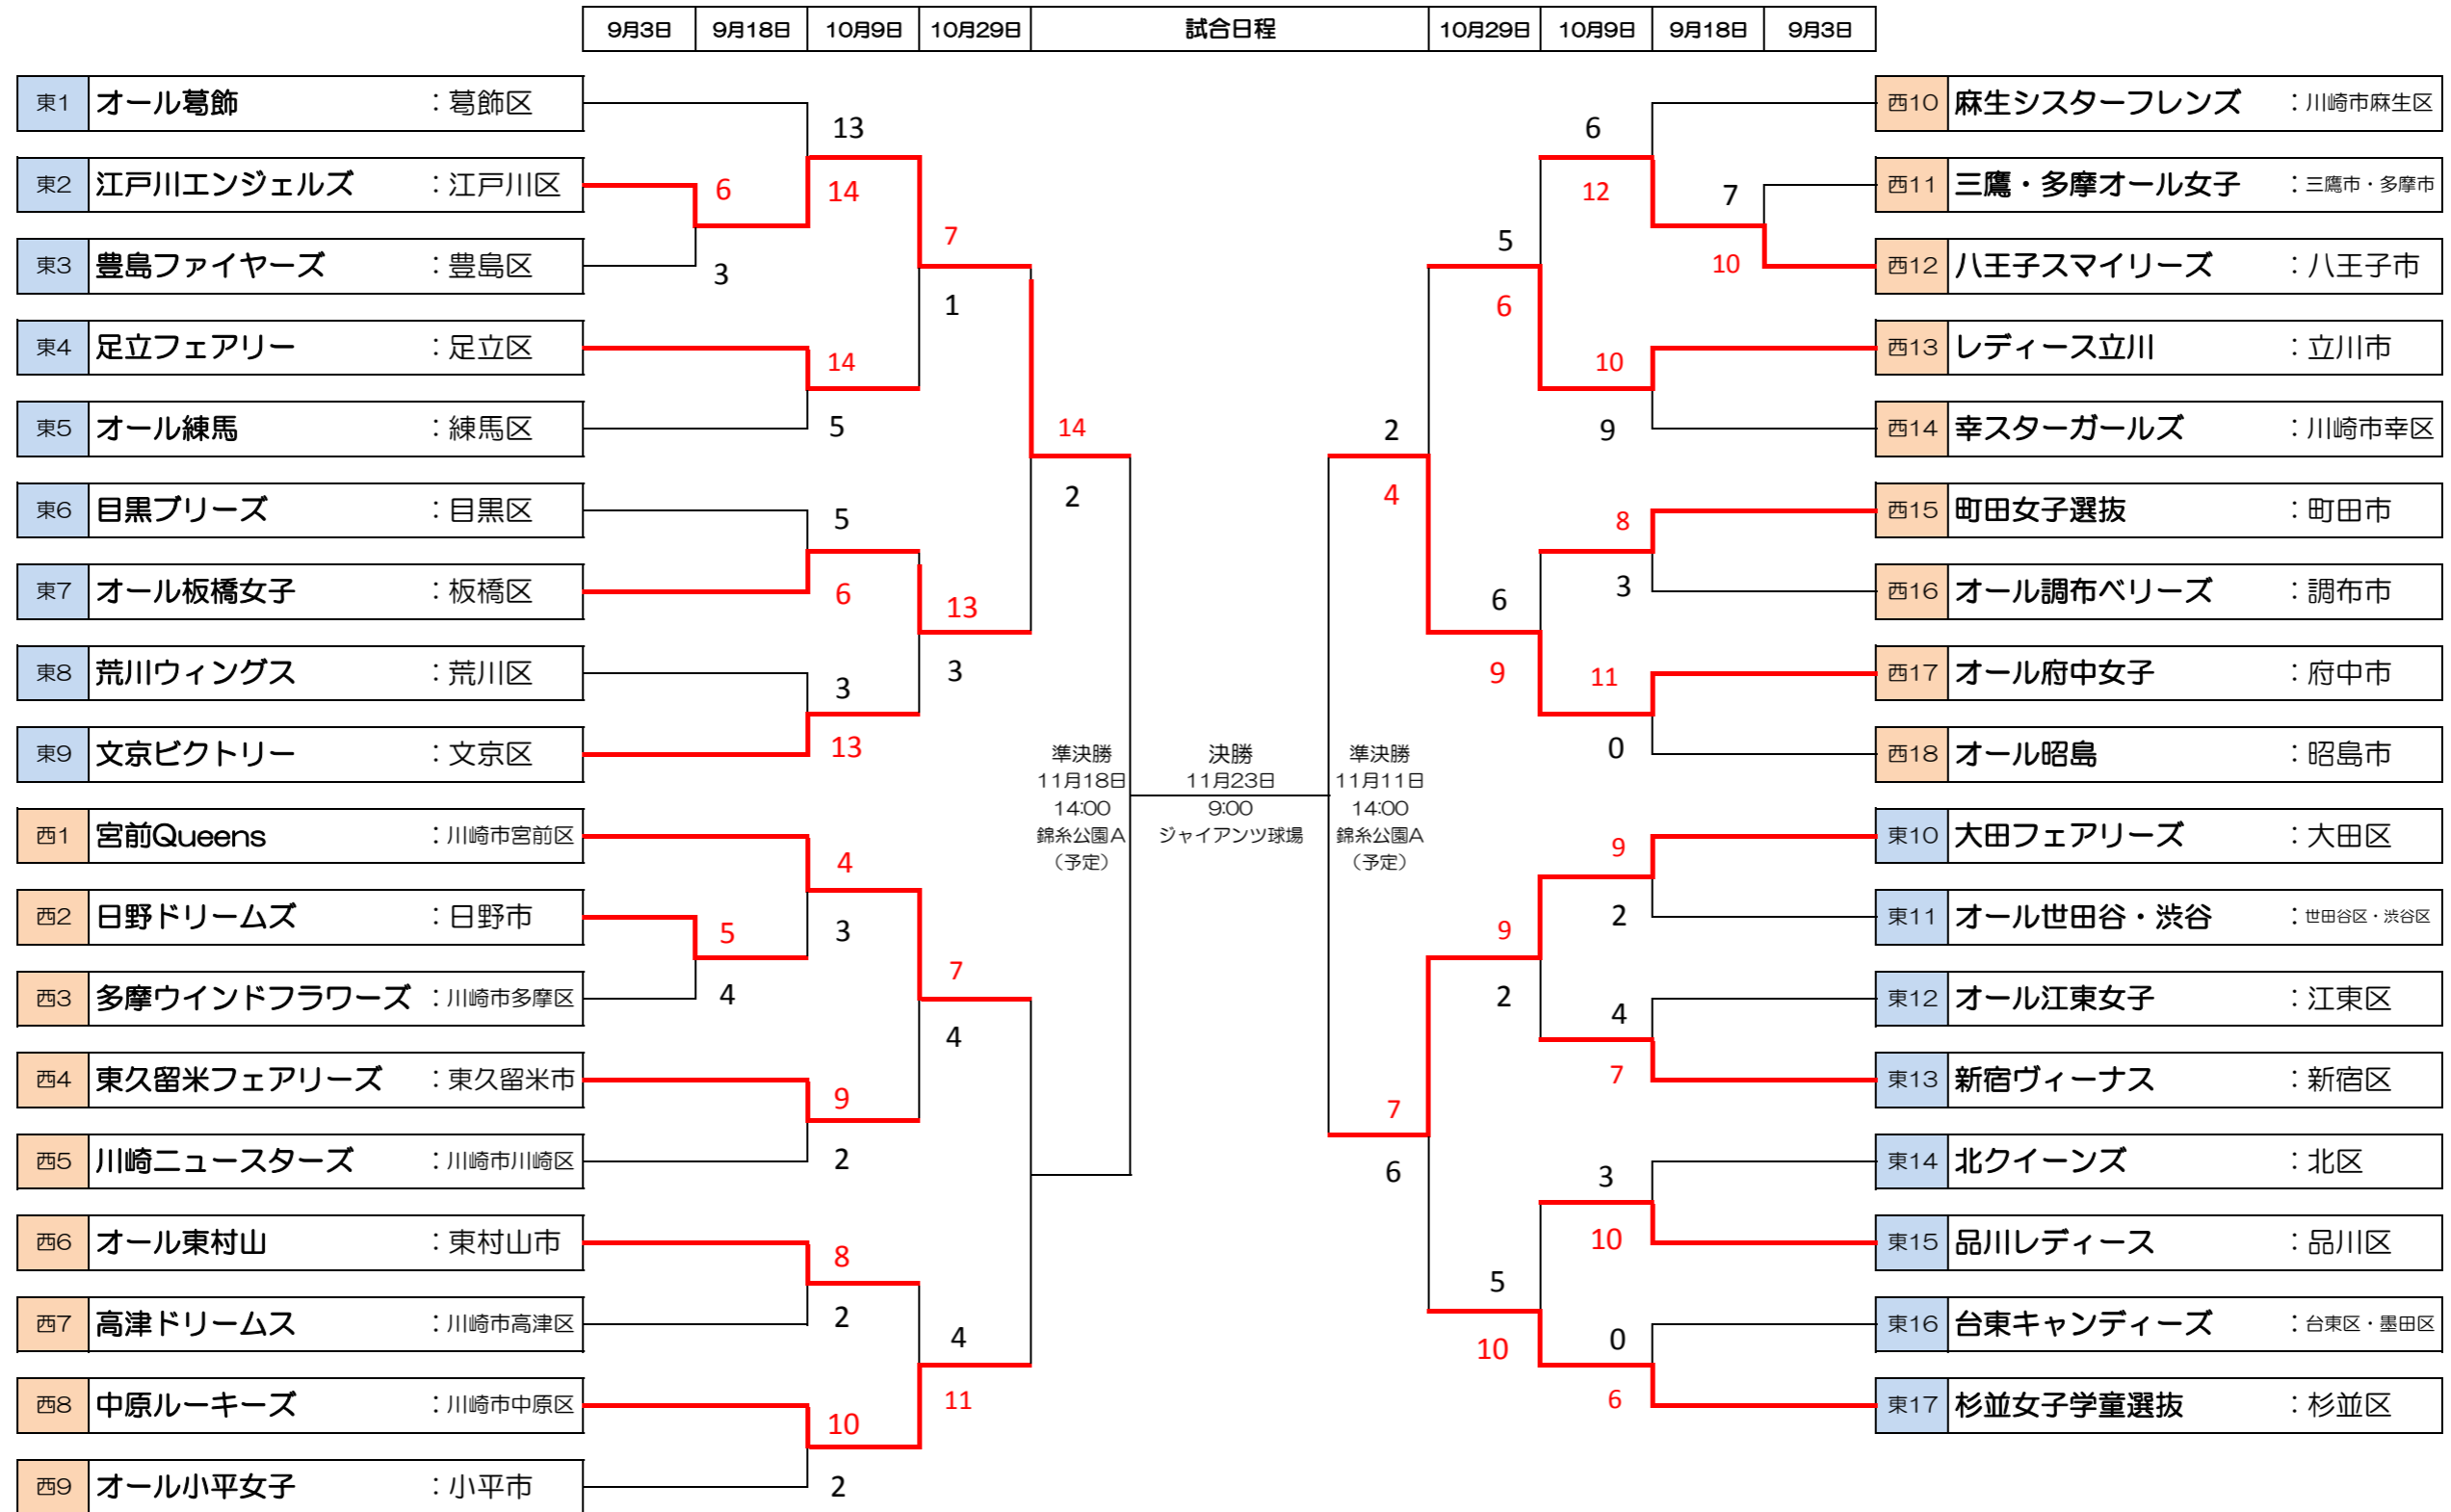 9月3日 9月18日 10月9日 10月29日 試合日程 10月29日 10月9日 9月18日 9月3日
東1 オール葛飾 ：葛飾区
東2 江戸川エンジェルズ ：江戸川区
東3 豊島ファイヤーズ ：豊島区
東4 足立フェアリー ：足立区
東5 オール練馬 ：練馬区
東6 目黒ブリーズ ：目黒区
東7 オール板橋女子 ：板橋区
東8 荒川ウィングス ：荒川区
東9 文京ビクトリー ：文京区
西1 宮前Queens ：川崎市宮前区
西2 日野ドリームズ ：日野市
西3 多摩ウインドフラワーズ ：川崎市多摩区
西4 東久留米フェアリーズ ：東久留米市
西5 川崎ニュースターズ ：川崎市川崎区
西6 オール東村山 ：東村山市
西7 高津ドリームス ：川崎市高津区
西8 中原ルーキーズ ：川崎市中原区
西9 オール小平女子 ：小平市
6
3
5
4
13
14
14
5
5
6
3
13
4
3
9
2
8
2
10
2
7
1
13
3
7
4
4
11
14
2
準決勝
11月18日
14:00
錦糸公園A
（予定）
決勝
11月23日
9:00
ジャイアンツ球場
準決勝
11月11日
14:00
錦糸公園A
（予定）
2
4
7
6
5
6
6
9
9
2
5
10
6
12
10
9
8
3
11
0
9
2
4
7
3
10
0
6
7
10
西10 麻生シスターフレンズ ：川崎市麻生区
西11 三鷹・多摩オール女子 ：三鷹市・多摩市
西12 八王子スマイリーズ ：八王子市
西13 レディース立川 ：立川市
西14 幸スターガールズ ：川崎市幸区
西15 町田女子選抜 ：町田市
西16 オール調布ベリーズ ：調布市
西17 オール府中女子 ：府中市
西18 オール昭島 ：昭島市
東10 大田フェアリーズ ：大田区
東11 オール世田谷・渋谷 ：世田谷区・渋谷区
東12 オール江東女子 ：江東区
東13 新宿ヴィーナス ：新宿区
東14 北クイーンズ ：北区
東15 品川レディース ：品川区
東16 台東キャンディーズ ：台東区・墨田区
東17 杉並女子学童選抜 ：杉並区